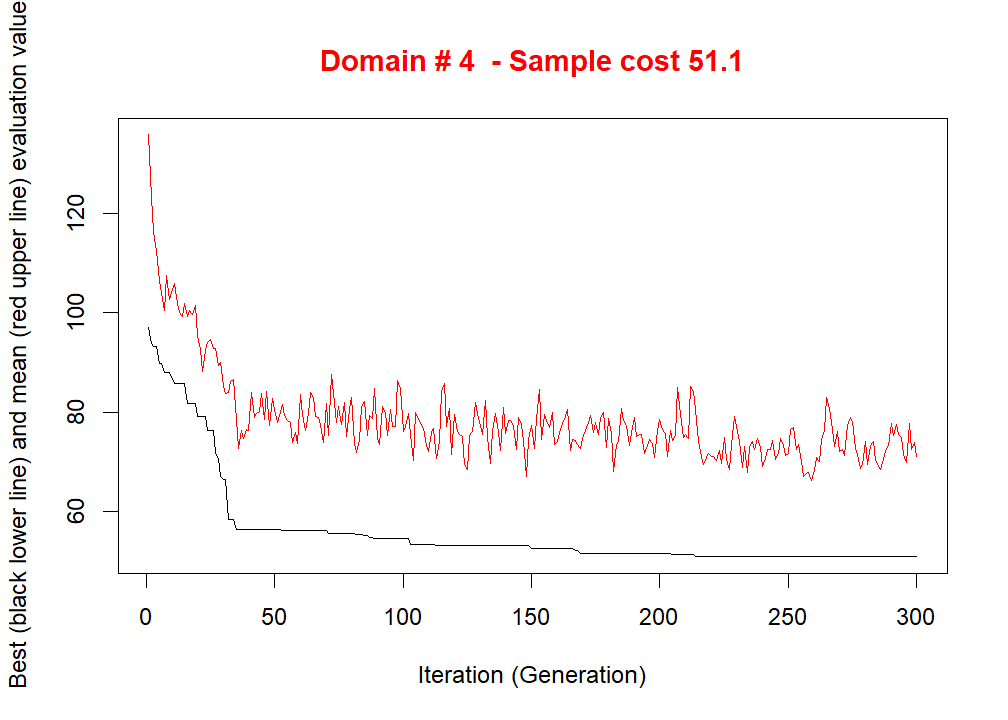 Domain # 4  - Sample cost 51.1
Best (black lower line) and mean (red upper line) evaluation value
120
100
80
60
0 50 100 150 200 250 300
Iteration (Generation)